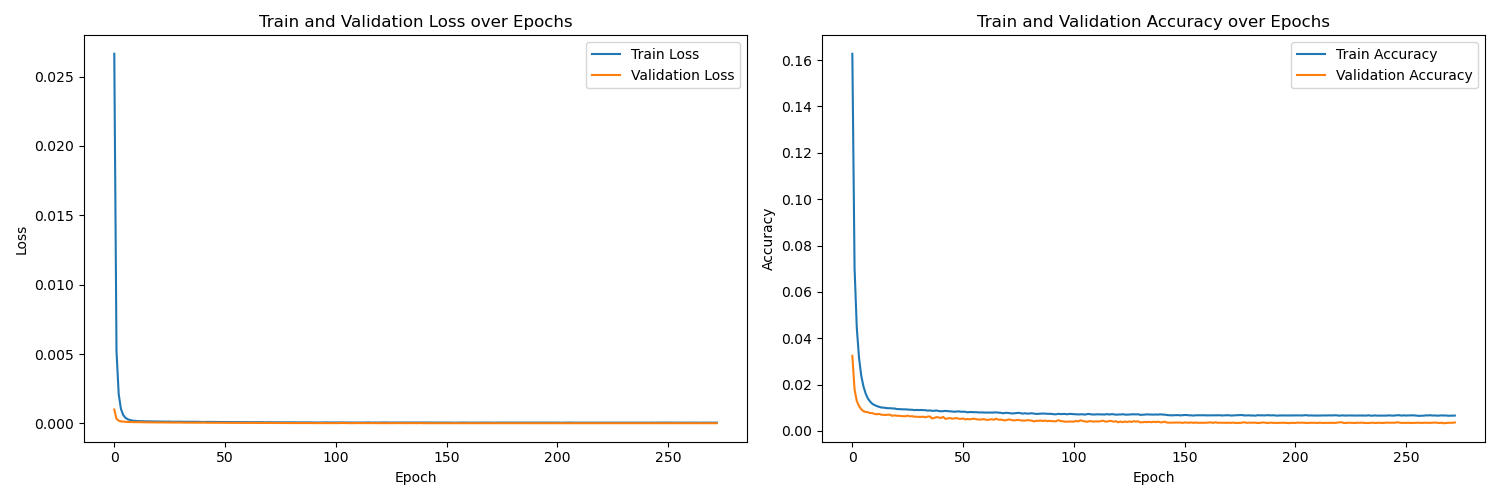 Train and Validation Loss over Epochs
Train Loss
Validation Loss
0.025
0.020
0.015
0.010
0.005
0.000
Loss
0
50
100
150
200
250
Epoch
Train and Validation Accuracy over Epochs
Train Accuracy
Validation Accuracy
0.16
0.14
0.12
0.10
0.08
0.06
0.04
0.02
0.00
Accuracy
0
50
100
150
200
250
Epoch